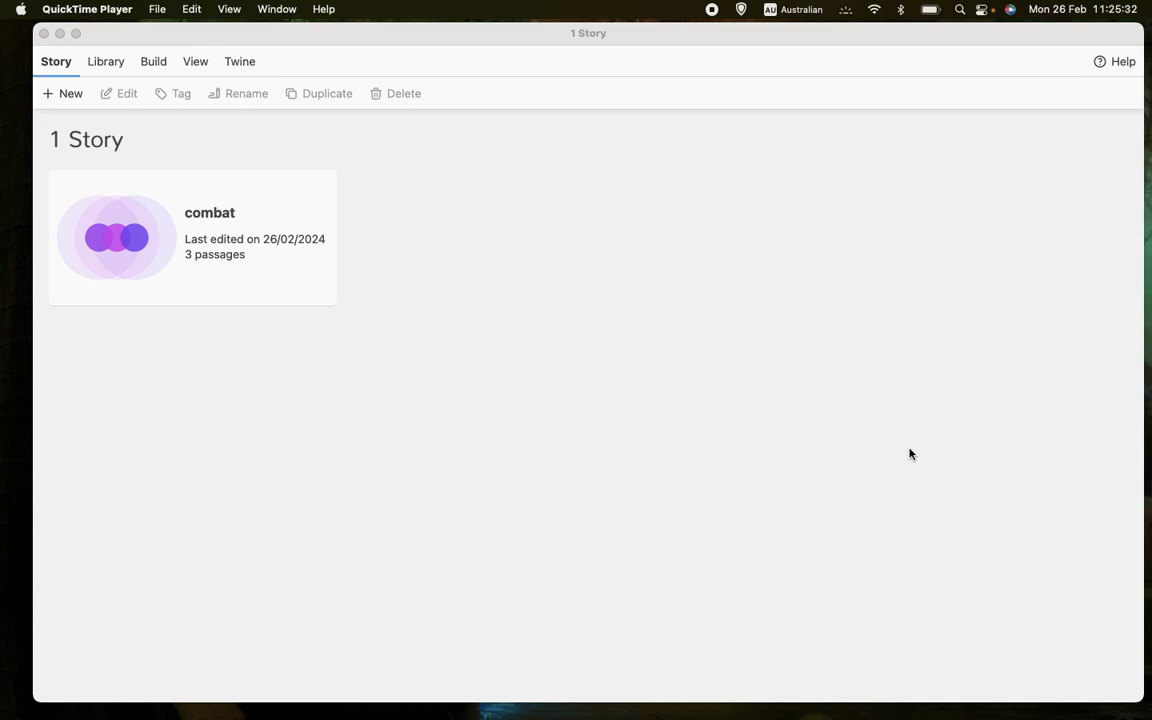 QuickTime Player File Edit View Window Help AU Australian Mon 26 Feb 11:25:32
1 Story
Story Library Build View Twine Help
New Edit Tag Rename Duplicate Delete
1 Story
combat
Last edited on 26/02/2024
3 passages